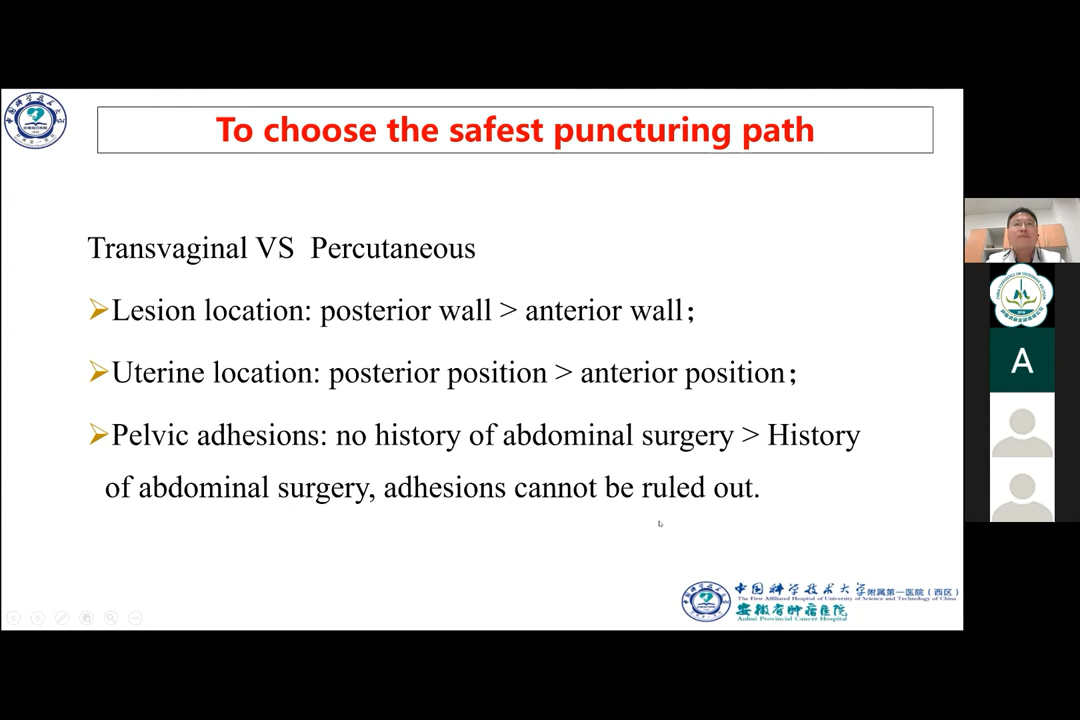 To choose the safest puncturing path
Transvaginal VS Percutaneous
Lesion location: posterior wall > anterior wall;
Uterine location: posterior position > anterior position;
Pelvic adhesions: no history of abdominal surgery > History
of abdominal surgery, adhesions cannot be ruled out.
A
中国科学技术大学附属第一医院(西区)
The First Affiliated Hospital of University of Science and Technology of China
安徽省肿瘤医院
Anhui Provincial Cancer Hospital